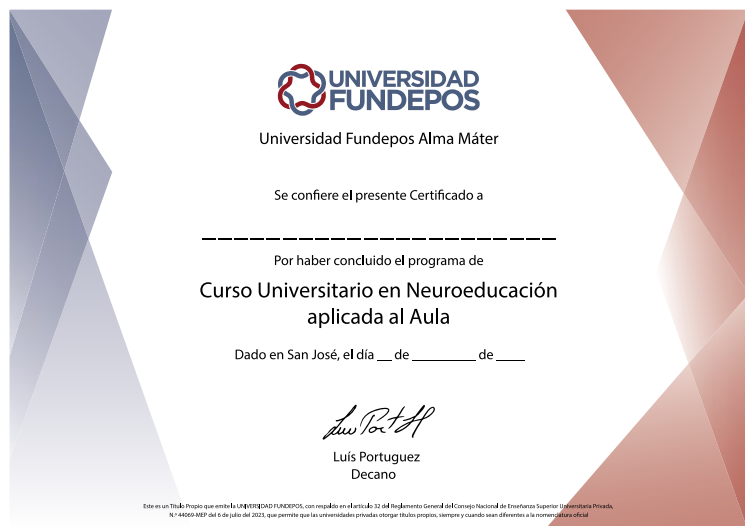 UNIVERSIDAD
FUNDEPOS
Universidad Fundepos Alma Máter
Se confiere el presente Certificado a
Por haber concluido el programa de
Curso Universitario en Neuroeducación
aplicada al Aula
Dado en San José, el día __ de ________ de ____
Luís Portuguez
Decano
Este es un Título Propio que emite la UNIVERSIDAD FUNDEPOS, con respaldo en el artículo 32 del Reglamento General del Consejo Nacional de Enseñanza Superior Universitaria Privada,
N.º 44069-MEP del 6 de julio del 2023, que permite que las universidades privadas otorgar títulos propios, siempre y cuando sean diferentes a la nomenclatura oficial